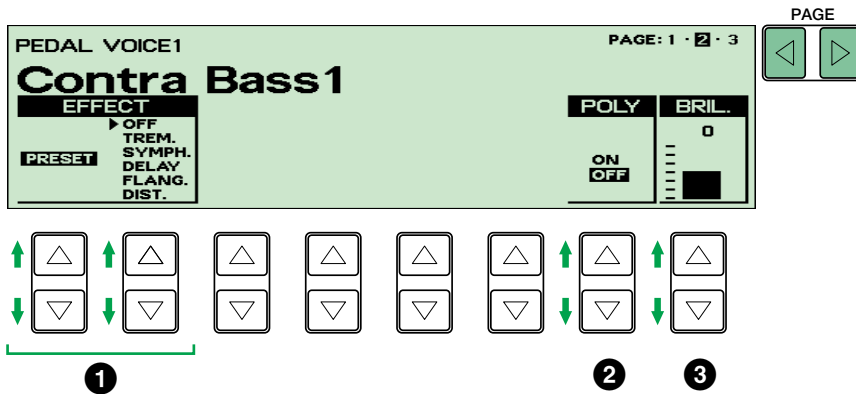 PAGE
PEDAL VOICE1
PAGE: 1 · 2 · 3
Contra Bass1
EFFECT
POLY
BRIL.
PRESET
OFF
TREM.
SYMPH.
DELAY
FLANG.
DIST.
ON
OFF
0
1
2
3